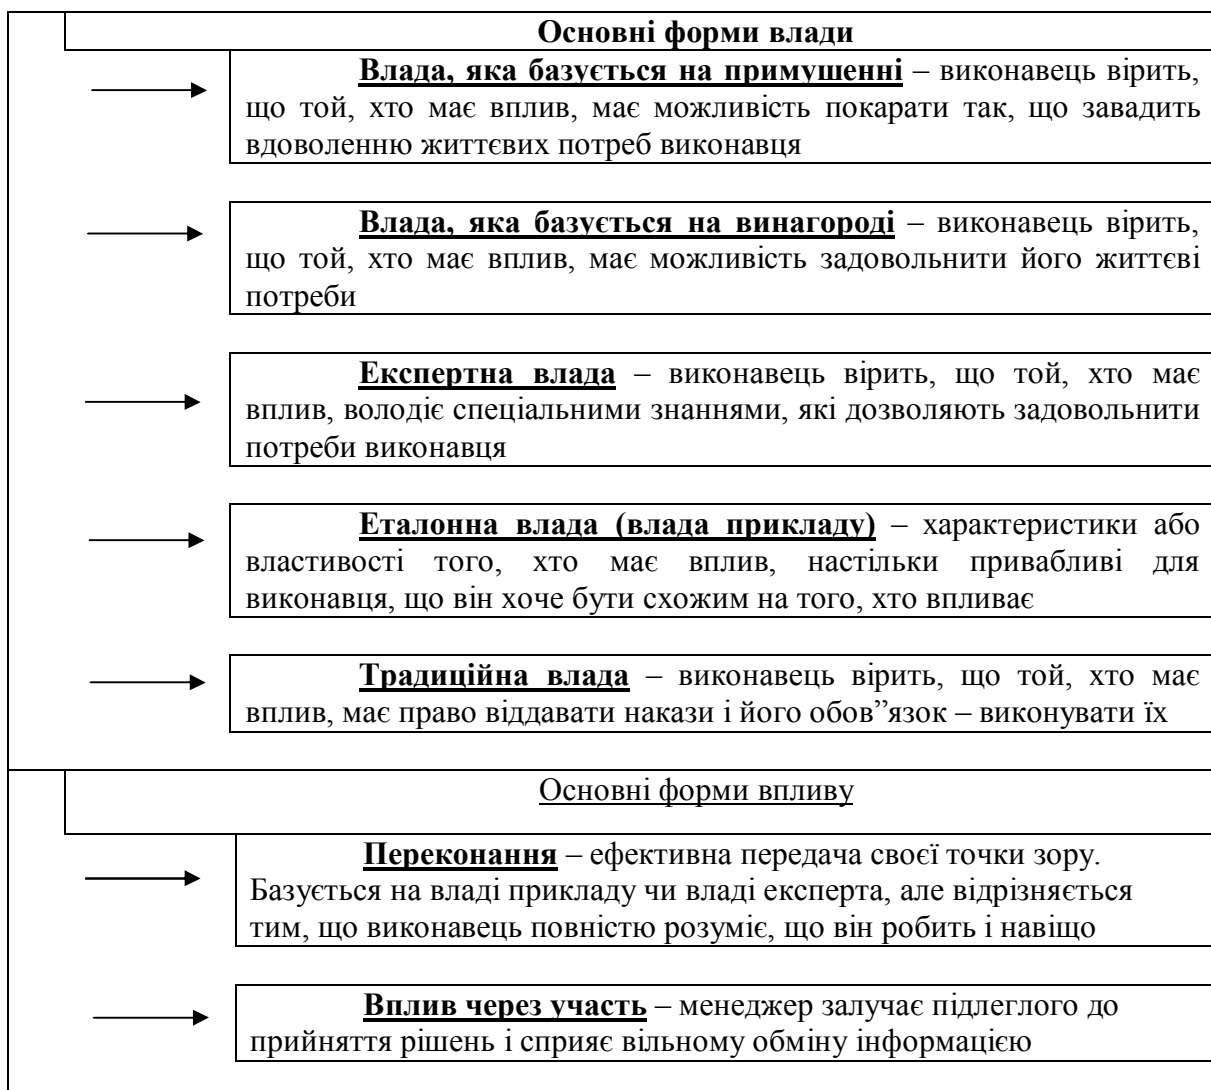 Основні форми влади
Влада, яка базується на примушенні – виконавець вірить,
що той, хто має вплив, має можливість покарати так, що завадить
вдоволенню життєвих потреб виконавця
Влада, яка базується на винагороді – виконавець вірить,
що той, хто має вплив, має можливість задовольнити його життєві
потреби
Експертна влада – виконавець вірить, що той, хто має
вплив, володіє спеціальними знаннями, які дозволяють задовольнити
потреби виконавця
Еталонна влада (влада прикладу) – характеристики або
властивості того, хто має вплив, настільки привабливі для
виконавця, що він хоче бути схожим на того, хто впливає
Традиційна влада – виконавець вірить, що той, хто має
вплив, має право віддавати накази і його обов”язок – виконувати їх
Основні форми впливу
Переконання – ефективна передача своєї точки зору.
Базується на владі прикладу чи владі експерта, але відрізняється
тим, що виконавець повністю розуміє, що він робить і навіщо
Вплив через участь – менеджер залучає підлеглого до
прийняття рішень і сприяє вільному обміну інформацією